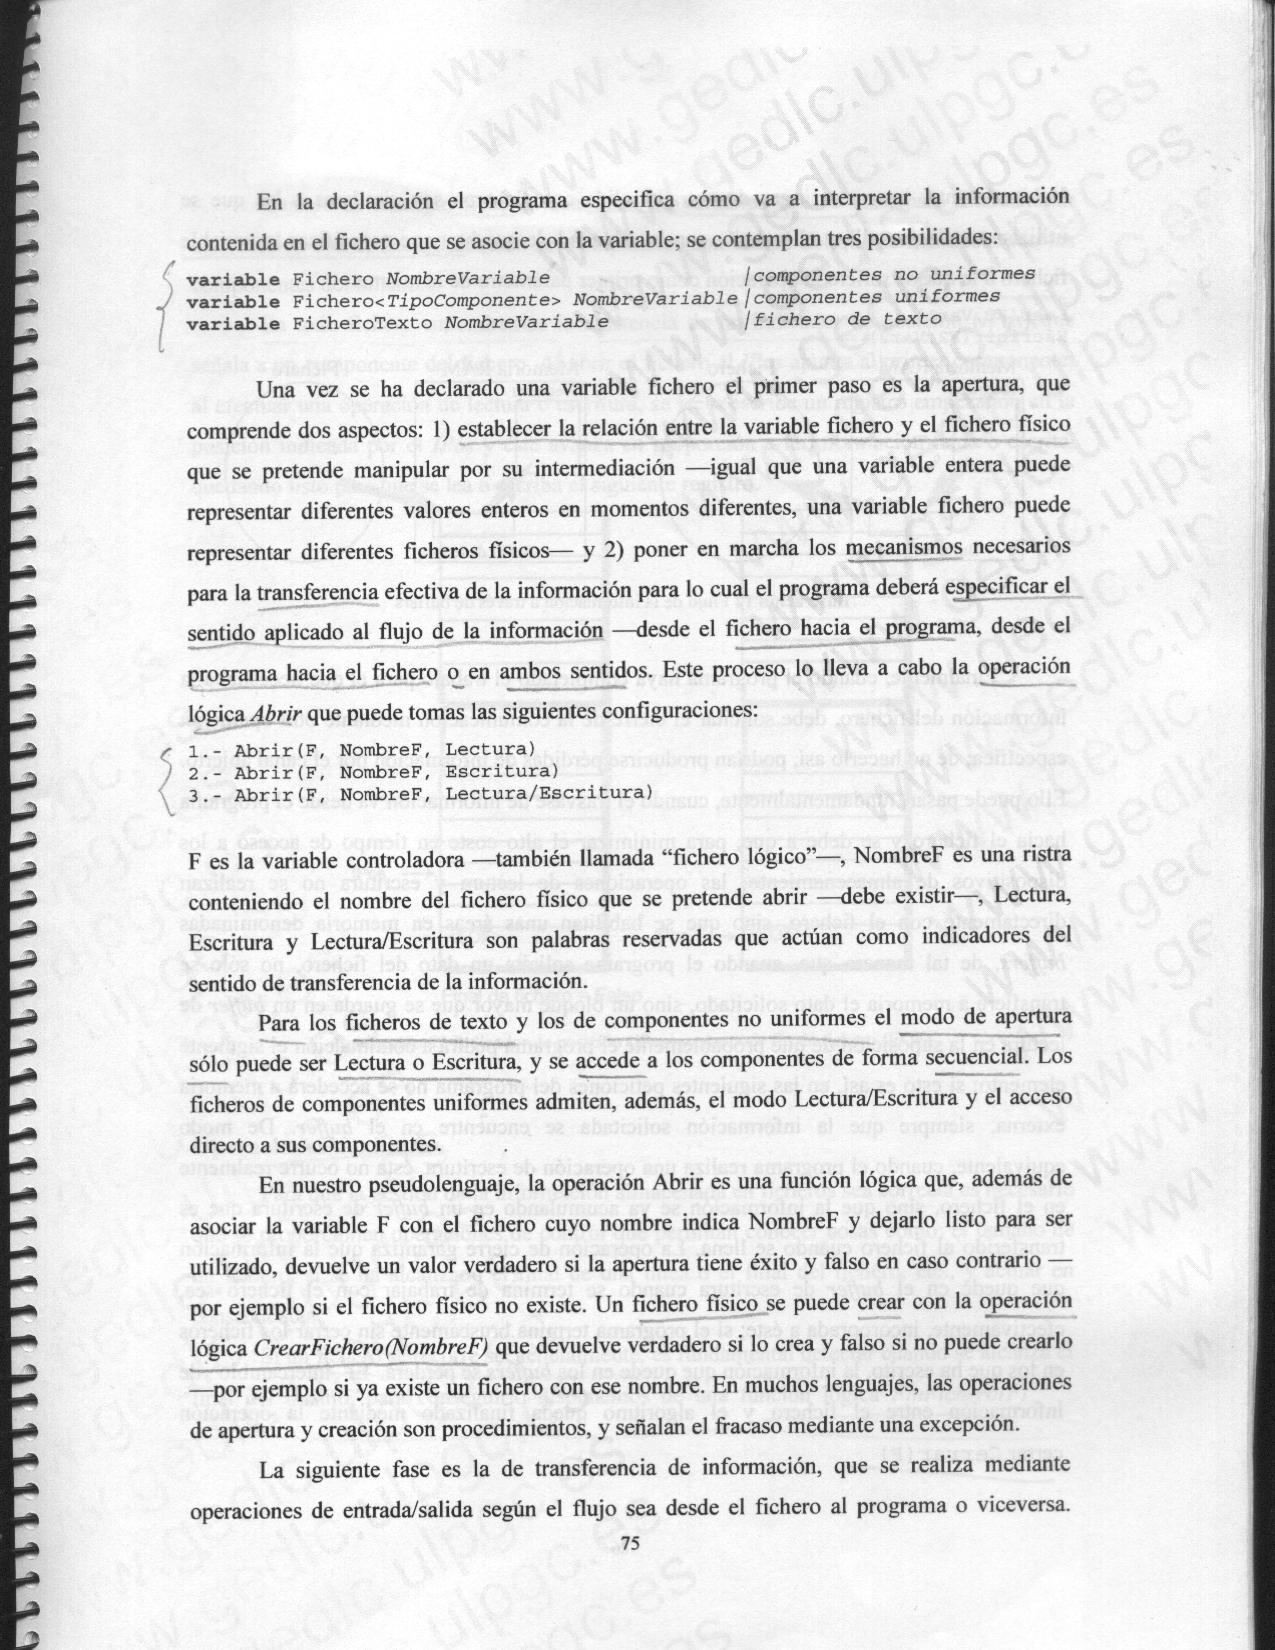 En la declaración el programa especifica cómo va a interpretar la información
contenida en el fichero que se asocie con la variable; se contemplan tres posibilidades:
variable Fichero NombreVariable |componentes no uniformes
variable Fichero<TipoComponente> NombreVariable |componentes uniformes
variable FicheroTexto NombreVariable |fichero de texto
Una vez se ha declarado una variable fichero el primer paso es la apertura, que
comprende dos aspectos: 1) establecer la relación entre la variable fichero y el fichero físico
que se pretende manipular por su intermediación —igual que una variable entera puede
representar diferentes valores enteros en momentos diferentes, una variable fichero puede
representar diferentes ficheros físicos— y 2) poner en marcha los mecanismos necesarios
para la transferencia efectiva de la información para lo cual el programa deberá especificar el
sentido aplicado al flujo de la información —desde el fichero hacia el programa, desde el
programa hacia el fichero o en ambos sentidos. Este proceso lo lleva a cabo la operación
lógica Abrir que puede tomas las siguientes configuraciones:
1.- Abrir(F, NombreF, Lectura)
2.- Abrir(F, NombreF, Escritura)
3.- Abrir(F, NombreF, Lectura/Escritura)
F es la variable controladora —también llamada “fichero lógico”—, NombreF es una ristra
conteniendo el nombre del fichero físico que se pretende abrir —debe existir—, Lectura,
Escritura y Lectura/Escritura son palabras reservadas que actúan como indicadores del
sentido de transferencia de la información.
Para los ficheros de texto y los de componentes no uniformes el modo de apertura
sólo puede ser Lectura o Escritura, y se accede a los componentes de forma secuencial. Los
ficheros de componentes uniformes admiten, además, el modo Lectura/Escritura y el acceso
directo a sus componentes.
En nuestro pseudolenguaje, la operación Abrir es una función lógica que, además de
asociar la variable F con el fichero cuyo nombre indica NombreF y dejarlo listo para ser
utilizado, devuelve un valor verdadero si la apertura tiene éxito y falso en caso contrario —
por ejemplo si el fichero físico no existe. Un fichero físico se puede crear con la operación
lógica CrearFichero(NombreF) que devuelve verdadero si lo crea y falso si no puede crearlo
—por ejemplo si ya existe un fichero con ese nombre. En muchos lenguajes, las operaciones
de apertura y creación son procedimientos, y señalan el fracaso mediante una excepción.
La siguiente fase es la de transferencia de información, que se realiza mediante
operaciones de entrada/salida según el flujo sea desde el fichero al programa o viceversa.
75
www.gedlc.ulpgc.es